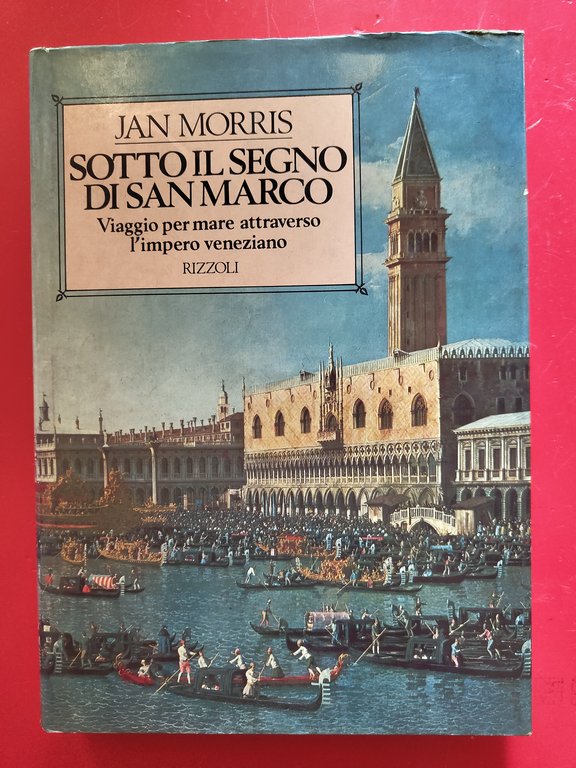 JAN MORRIS
SOTTO IL SEGNO
DI SAN MARCO
Viaggio per mare attraverso
l'impero veneziano
RIZZOLI